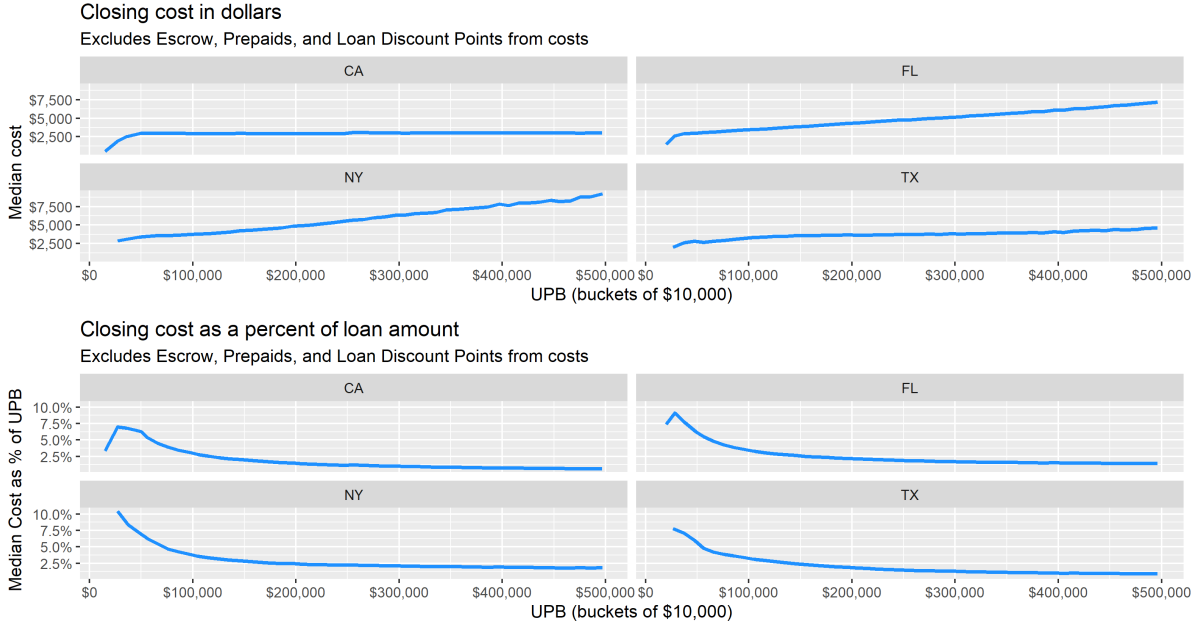 Closing cost in dollars
Excludes Escrow, Prepaids, and Loan Discount Points from costs
CA
FL
$7,500
$5,000
$2,500
NY
TX
$7,500
$5,000
$2,500
Median cost
$0 $100,000 $200,000 $300,000 $400,000 $500,000
$0 $100,000 $200,000 $300,000 $400,000 $500,000
UPB (buckets of $10,000)
Closing cost as a percent of loan amount
Excludes Escrow, Prepaids, and Loan Discount Points from costs
CA
FL
10.0%
7.5%
5.0%
2.5%
NY
TX
10.0%
7.5%
5.0%
2.5%
Median Cost as % of UPB
$0 $100,000 $200,000 $300,000 $400,000 $500,000
$0 $100,000 $200,000 $300,000 $400,000 $500,000
UPB (buckets of $10,000)